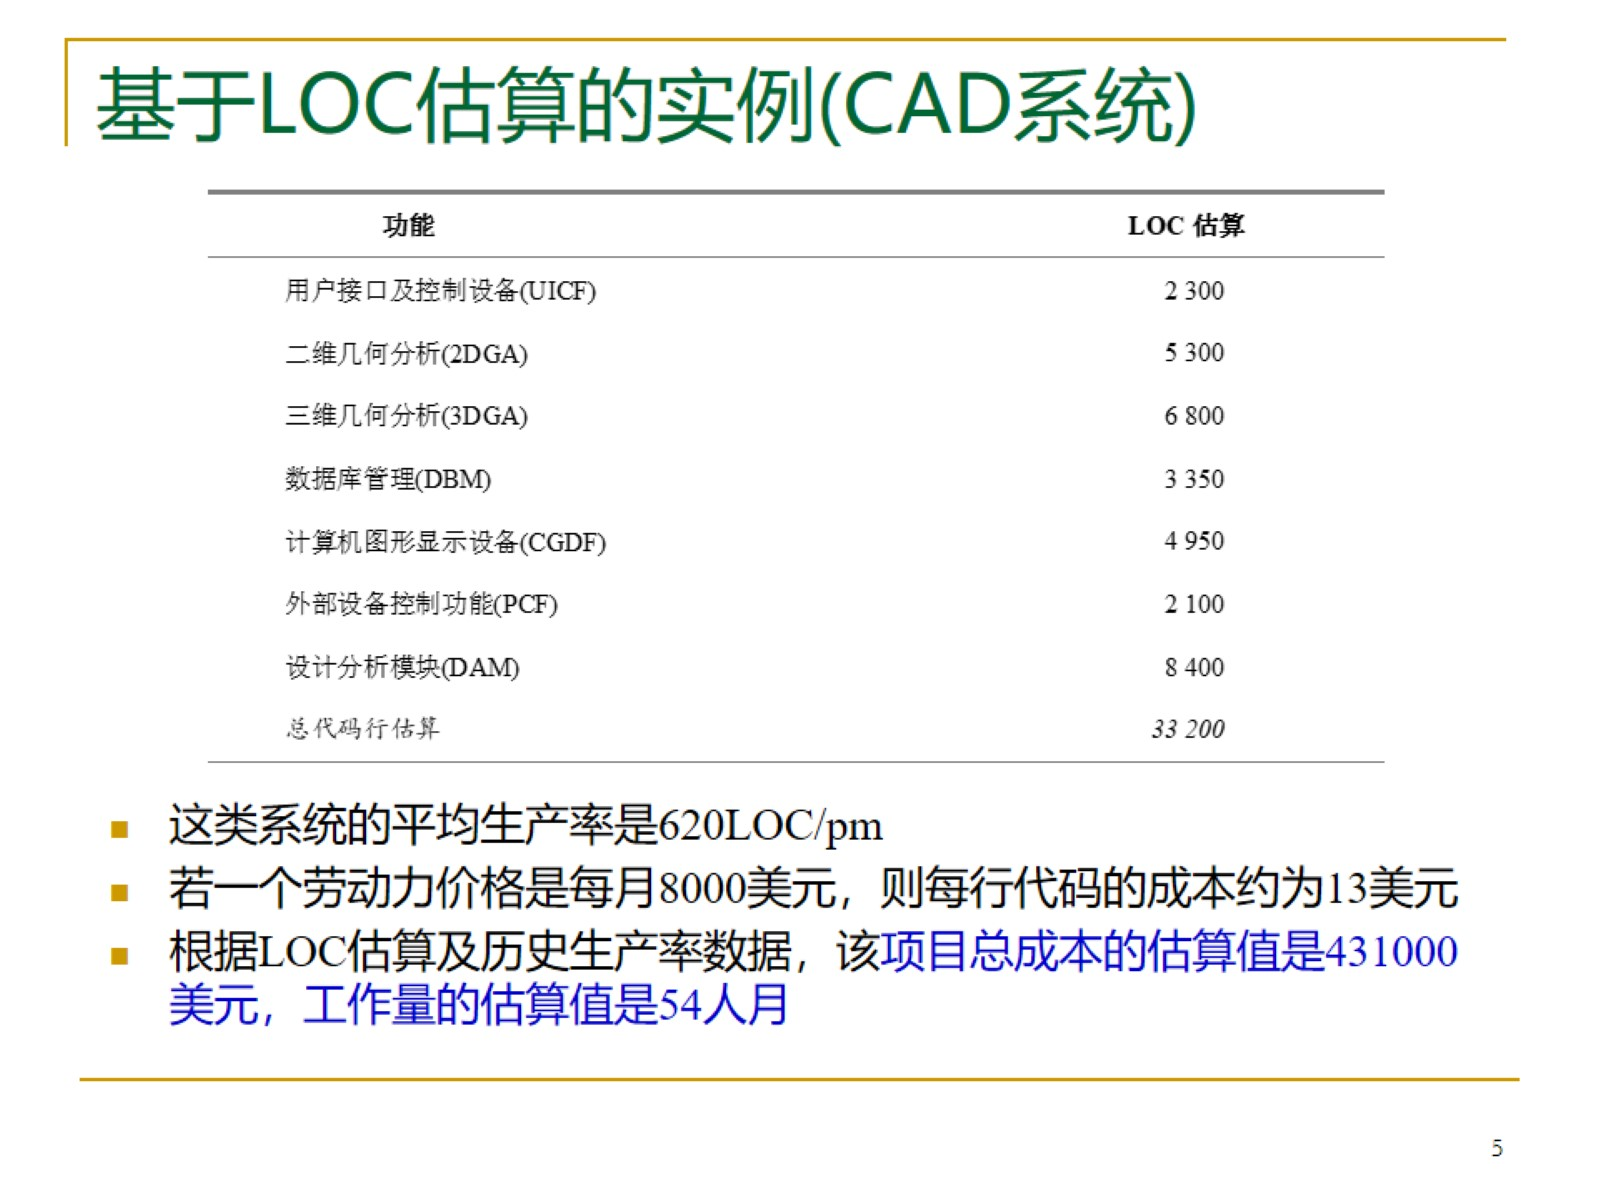 基于LOC估算的实例(CAD系统)
功能 LOC 估算
用户接口及控制设备(UICF) 2 300
二维几何分析(2DGA) 5 300
三维几何分析(3DGA) 6 800
数据库管理(DBM) 3 350
计算机图形显示设备(CGDF) 4 950
外部设备控制功能(PCF) 2 100
设计分析模块(DAM) 8 400
总代码行估算 33 200
这类系统的平均生产率是620LOC/pm
若一个劳动力价格是每月8000美元，则每行代码的成本约为13美元
根据LOC估算及历史生产率数据，该项目总成本的估算值是431000
美元，工作量的估算值是54人月
5